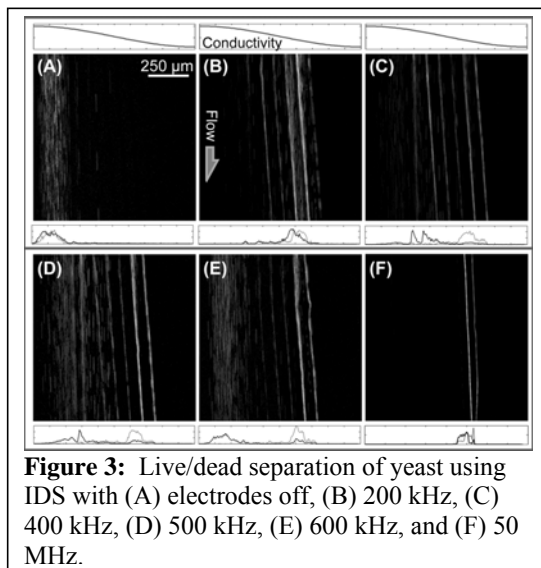 Conductivity
(A)
250 µm
(B)
Flow
(C)
(D)
(E)
(F)
Figure 3: Live/dead separation of yeast using
IDS with (A) electrodes off, (B) 200 kHz, (C)
400 kHz, (D) 500 kHz, (E) 600 kHz, and (F) 50
MHz.